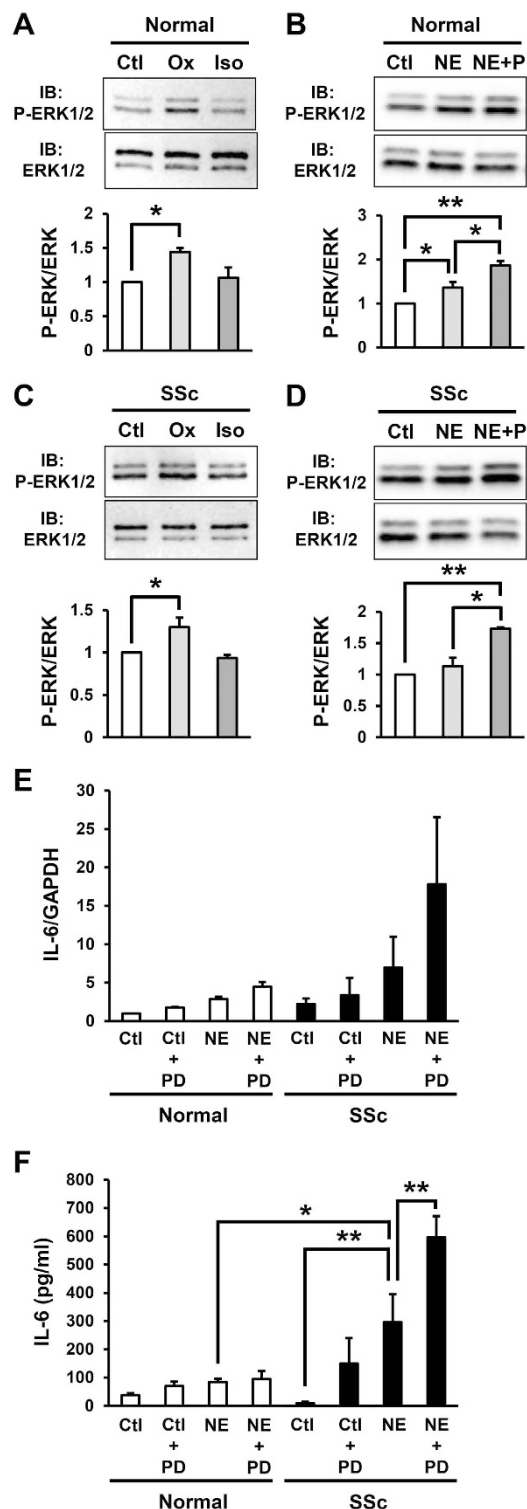 A
Normal
Ctl Ox Iso
IB:
P-ERK1/2
IB:
ERK1/2
P-ERK/ERK
2
1.5
1
0.5
0
*
B
Normal
Ctl NE NE+P
IB:
P-ERK1/2
IB:
ERK1/2
P-ERK/ERK
3
2
1
0
**
* *
C
SSc
Ctl Ox Iso
IB:
P-ERK1/2
IB:
ERK1/2
P-ERK/ERK
1.5
1
0.5
0
*
D
SSc
Ctl NE NE+P
IB:
P-ERK1/2
IB:
ERK1/2
P-ERK/ERK
2
1.5
1
0.5
0
**
*
E
IL-6/GAPDH
30
25
20
15
10
5
0
Ctl Ctl + PD NE NE + PD Ctl Ctl + PD NE NE + PD
Normal SSc
F
IL-6 (pg/ml)
800
700
600
500
400
300
200
100
0
*
**
**
Ctl Ctl + PD NE NE + PD Ctl Ctl + PD NE NE + PD
Normal SSc